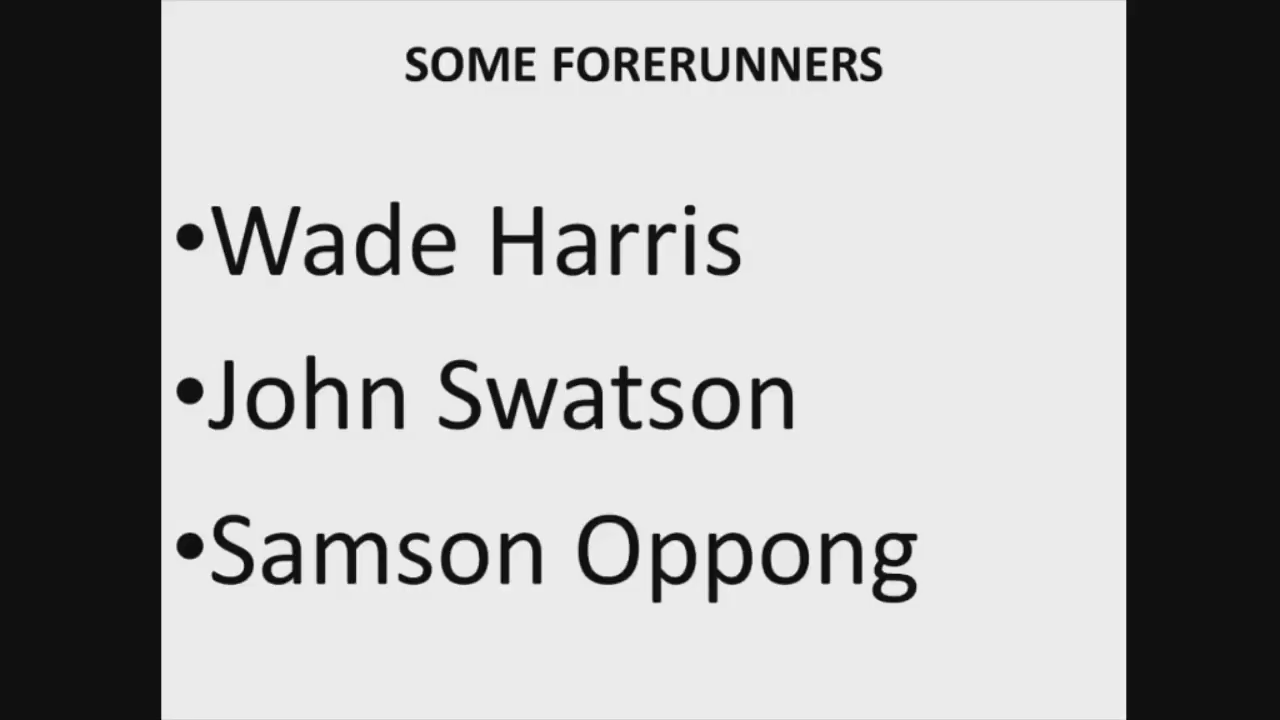 SOME FORERUNNERS
•Wade Harris
•John Swatson
•Samson Oppong